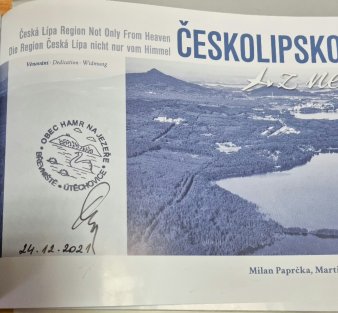 Česká Lípa Region Not Only From Heaven
Die Region Česká Lípa nicht nur vom Himmel
ČESKOLIPSKO
Věnování · Dedication · Widmung
OBEC HAMR NA JEZEŘE
BŘEVNIŠTĚ • ÚTĚCHOVICE
24.12.2021
Milan Paprčka, Marti